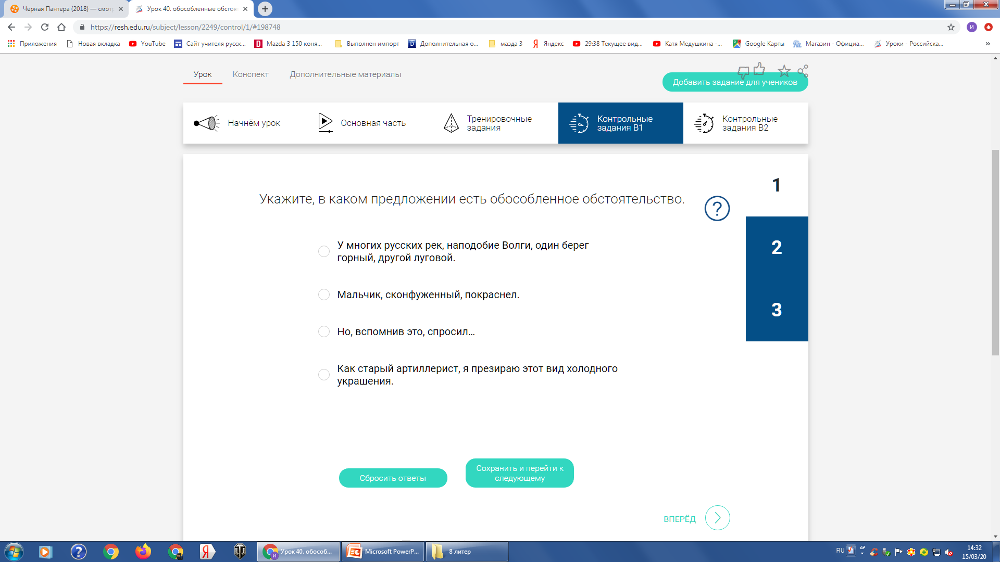 Чёрная Пантера (2018) — смотр
Урок 40. обособленные обстоят
https://resh.edu.ru/subject/lesson/2249/control/1/#198748
И
Приложения
Новая вкладка
YouTube
Сайт учителя русск...
Mazda 3 150 коня...
Выполнен импорт
Дополнительная о...
мазда 3
Яндекс
29:38 Текущее вид...
Катя Медушкина -...
Google Карты
Магазин - Официа...
Уроки - Российска...
»
Урок
Конспект
Дополнительные материалы
Добавить задание для учеников
Начнём урок
Основная часть
Тренировочные
задания
Контрольные
задания В1
Контрольные
задания В2
1
2
3
Укажите, в каком предложении есть обособленное обстоятельство.
?
У многих русских рек, наподобие Волги, один берег
горный, другой луговой.
Мальчик, сконфуженный, покраснел.
Но, вспомнив это, спросил…
Как старый артиллерист, я презираю этот вид холодного
украшения.
Сбросить ответы
Сохранить и перейти к
следующему
ВПЕРЁД
Урок 40. обособ...
Microsoft PowerP...
8 литер
RU
14:32
15/03/20